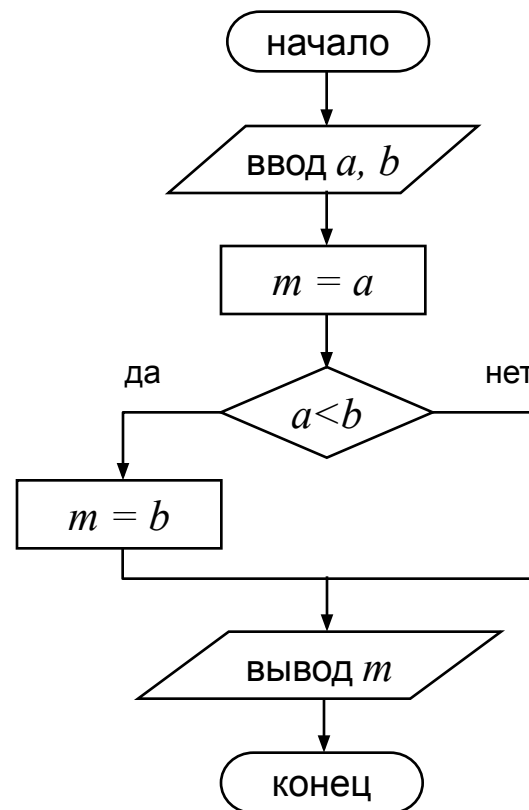 начало
ввод a, b
m = a
да
нет
a<b
m = b
вывод m
конец